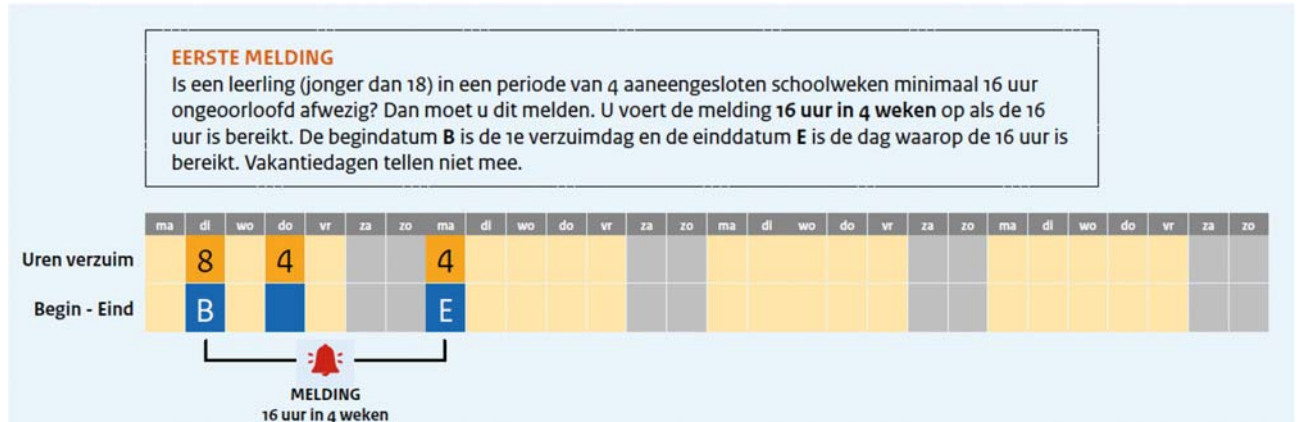 EERSTE MELDING
Is een leerling (jonger dan 18) in een periode van 4 aaneengesloten schoolweken minimaal 16 uur
ongeoorloofd afwezig? Dan moet u dit melden. U voert de melding 16 uur in 4 weken op als de 16
uur is bereikt. De begindatum B is de 1e verzuimdag en de einddatum E is de dag waarop de 16 uur is
bereikt. Vakantiedagen tellen niet mee.
ma di wo do vr za zo ma di wo do vr za zo ma di wo do vr za zo ma di wo do vr za zo
Uren verzuim 8 4 4
Begin - Eind B E
MELDING
16 uur in 4 weken